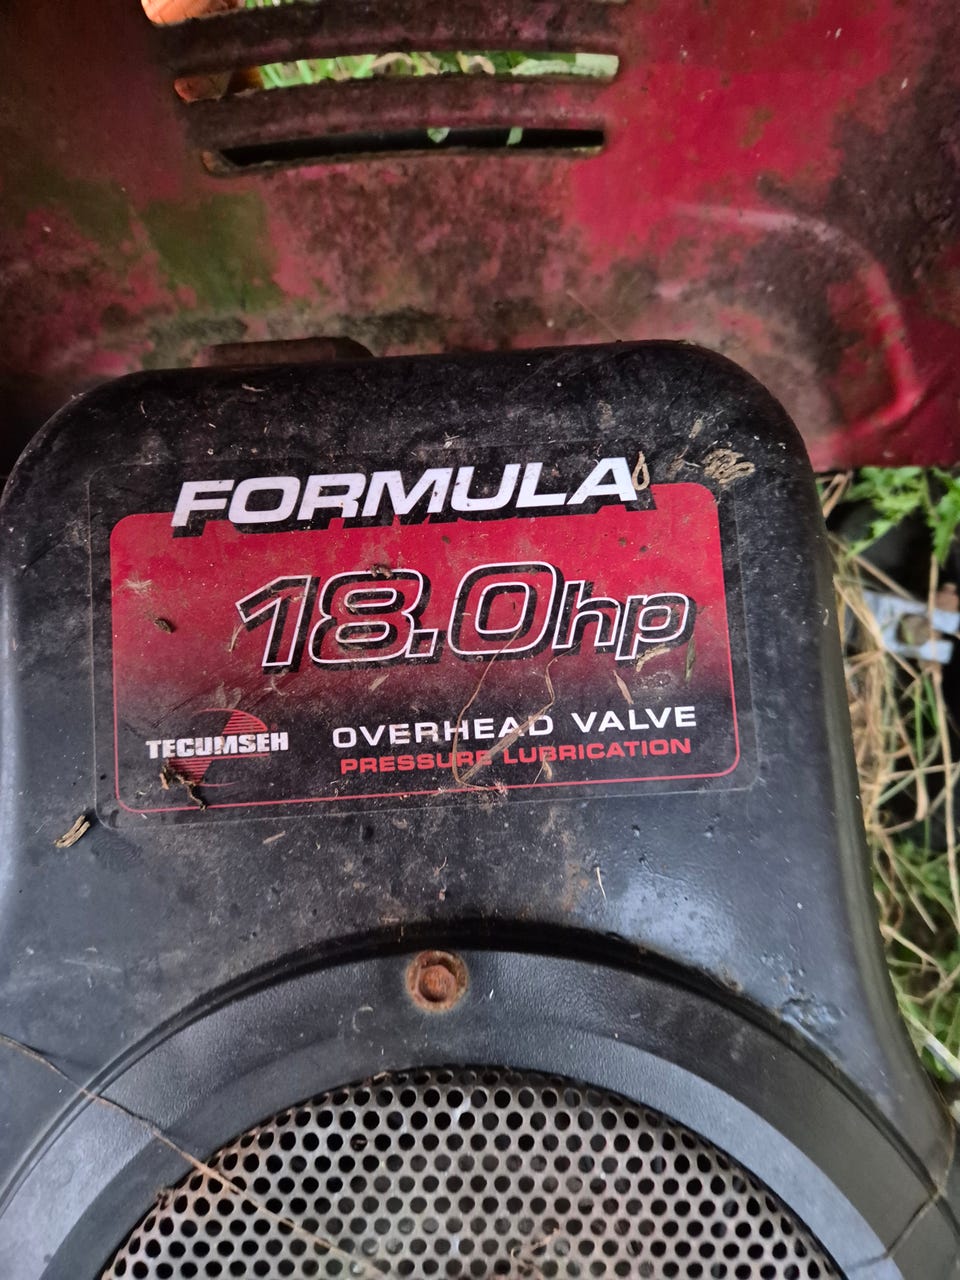 FORMULA
18.0hp
TECUMSEH
OVERHEAD VALVE
PRESSURE LUBRICATION